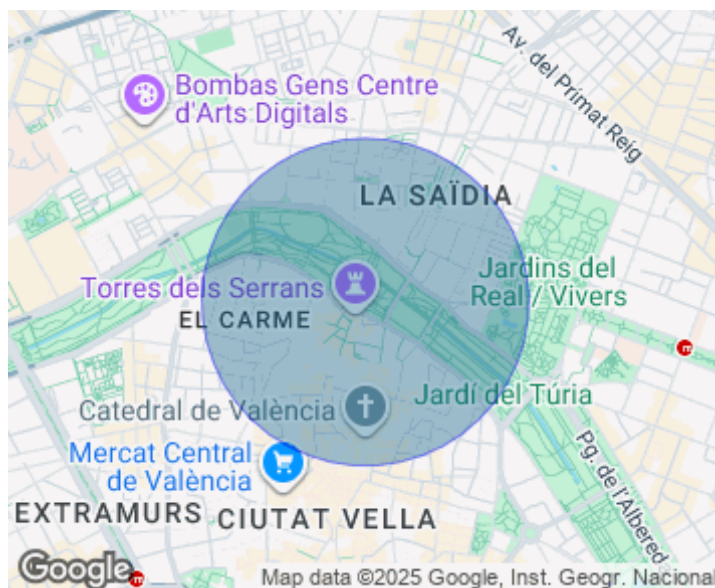 Bombas Gens Centre
d'Arts Digitals
Av. del Primat Reig
LA SAÏDIA
Jardins del
Real / Vivers
Torres dels Serrans
EL CARME
Catedral de València
Jardí del Túria
Mercat Central
de València
Pg. de l'Albered
EXTRAMURS
CIUTAT VELLA
Google
Map data ©2025 Google, Inst. Geogr. Nacional